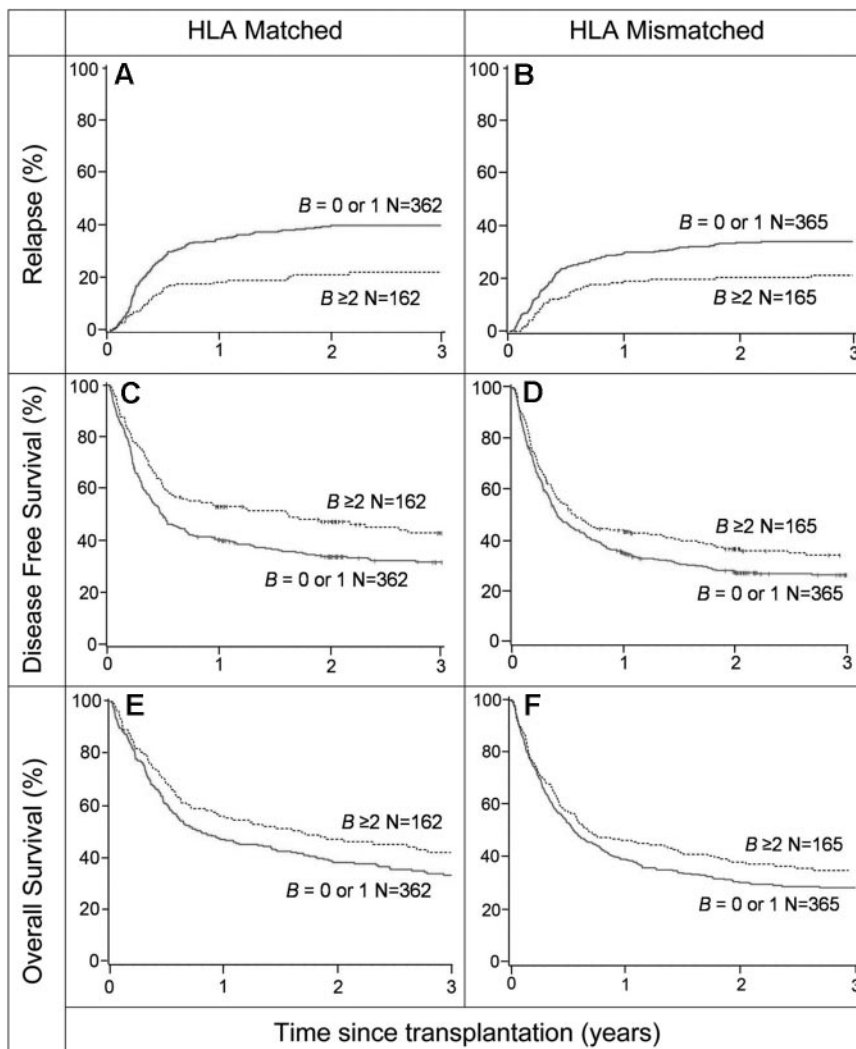 HLA Matched
HLA Mismatched
Relapse (%)
A
100
80
60
40
20
0
B = 0 or 1 N=362
B ≥2 N=162
0
1
2
3
B
100
80
60
40
20
0
B = 0 or 1 N=365
B ≥2 N=165
0
1
2
3
Disease Free Survival (%)
C
100
80
60
40
20
0
B ≥2 N=162
B = 0 or 1 N=362
0
1
2
3
D
100
80
60
40
20
0
B ≥2 N=165
B = 0 or 1 N=365
0
1
2
3
Overall Survival (%)
E
100
80
60
40
20
0
B ≥2 N=162
B = 0 or 1 N=362
0
1
2
3
F
100
80
60
40
20
0
B ≥2 N=165
B = 0 or 1 N=365
0
1
2
3
Time since transplantation (years)